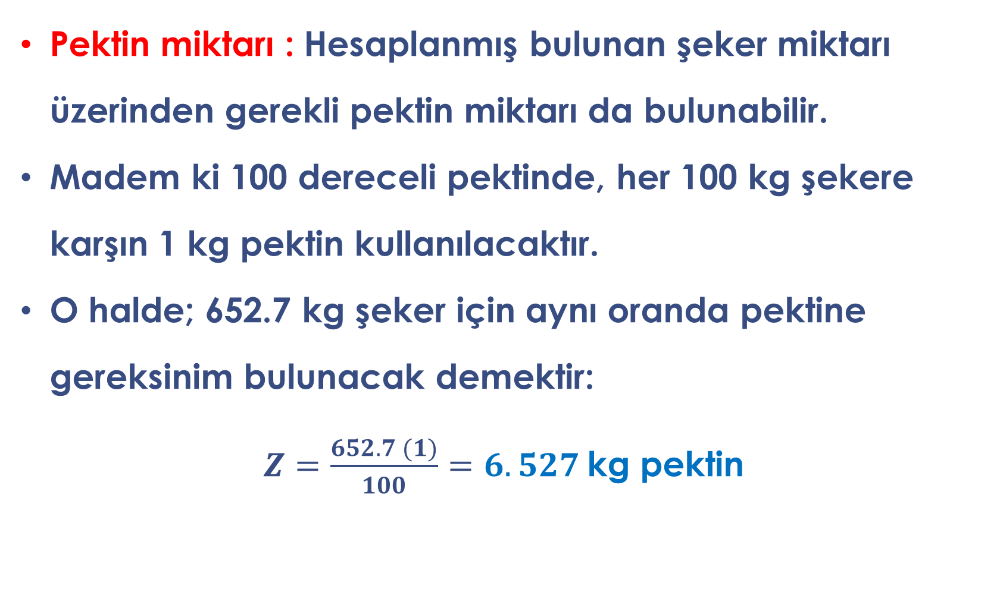 • Pektin miktarı : Hesaplanmış bulunan şeker miktarı
üzerinden gerekli pektin miktarı da bulunabilir.
• Madem ki 100 dereceli pektinde, her 100 kg şekere
karşın 1 kg pektin kullanılacaktır.
• O halde; 652.7 kg şeker için aynı oranda pektine
gereksinim bulunacak demektir:
Z = 652.7 (1) / 100 = 6.527 kg pektin